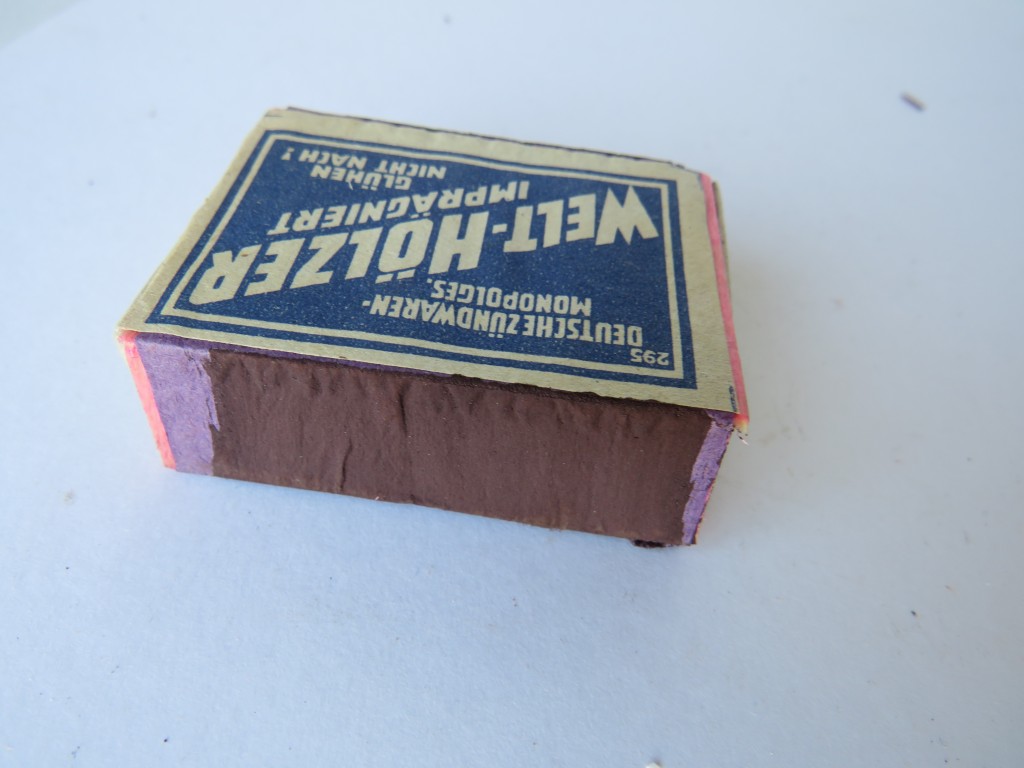 295
DEUTSCHE ZÜNDWAREN-
MONOPOLGES.
WELT-HÖLZER
IMPRÄGNIERT
GLÜHEN
NICHT NACH!